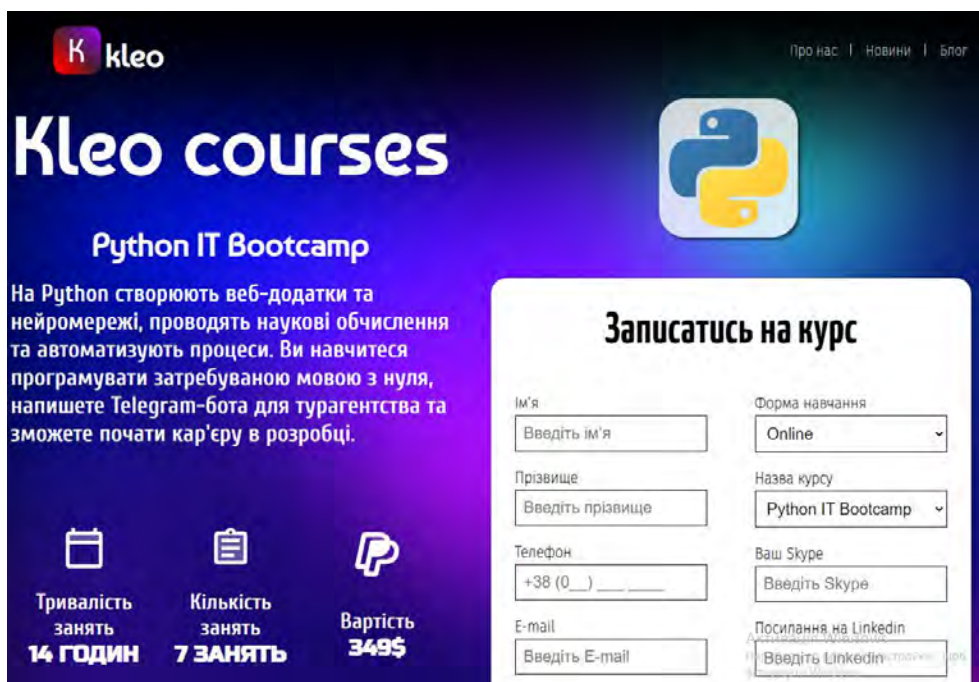 K kleo
Про нас | Новини | Блог
Kleo courses
Python IT Bootcamp
На Python створюють веб-додатки та
нейромережі, проводять наукові обчислення
та автоматизують процеси. Ви навчитеся
програмувати затребуваною мовою з нуля,
напишете Telegram-бота для турагентства та
зможете почати кар'єру в розробці.
Тривалість
занять
14 ГОДИН
Кількість
занять
7 ЗАНЯТЬ
Вартість
349$
Записатись на курс
Ім'я
Введіть ім'я
Прізвище
Введіть прізвище
Телефон
+38 (0__) ___ ____
E-mail
Введіть E-mail
Форма навчання
Online
Назва курсу
Python IT Bootcamp
Ваш Skype
Введіть Skype
Посилання на Linkedin
Введіть Linkedin